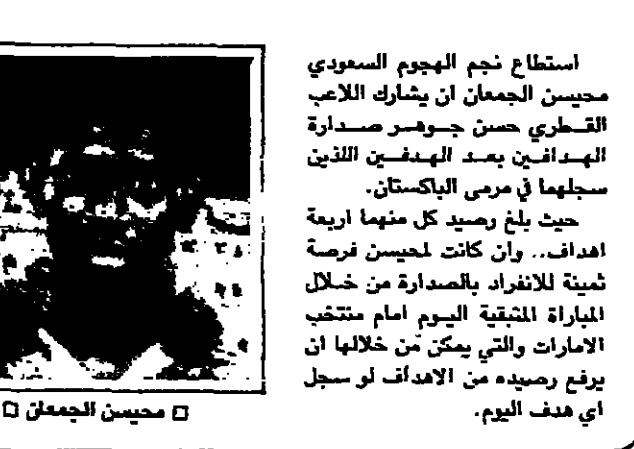 استطاع نجم الهجوم السعودي
محيسن الجمعان ان يشارك اللاعب
القطري حسن جوهر صدارة
الهدافين بعد الهدفين اللذين
سجلهما في مرمى الباكستان.
حيث بلغ رصيد كل منهما اربعة
اهداف.. وان كانت لمحيسن فرصة
ثمينة للانفراد بالصدارة من خلال
المباراة المتبقية اليوم امام منتخب
الامارات والتي يمكن من خلالها ان
يرفع رصيده من الاهداف لو سجل
اي هدف اليوم.
□ محيسن الجمعان □